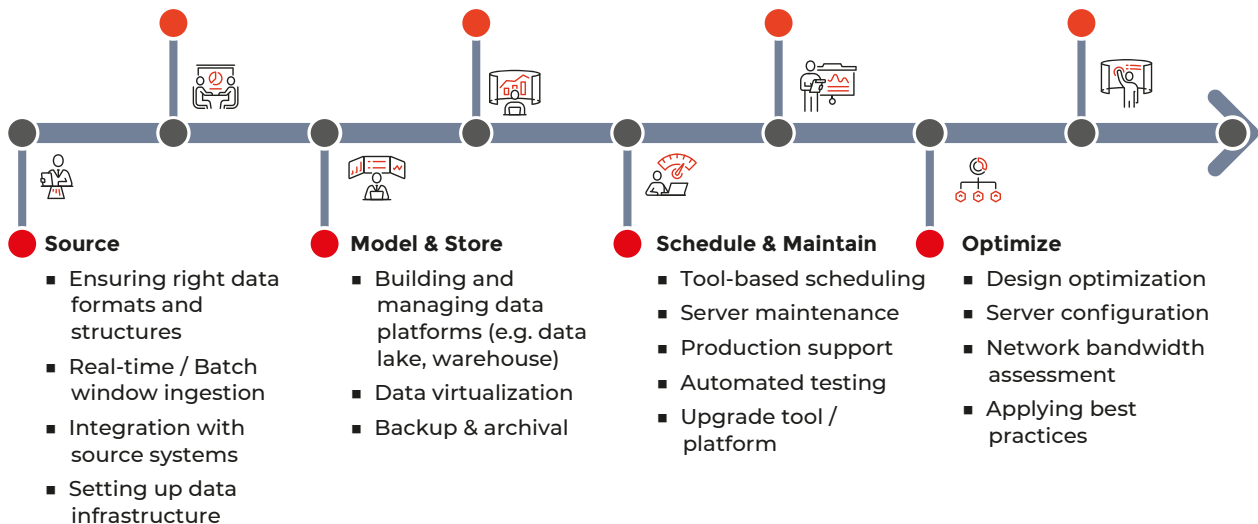 Source
▪ Ensuring right data
formats and
structures
▪ Real-time / Batch
window ingestion
▪ Integration with
source systems
▪ Setting up data
infrastructure
Model & Store
▪ Building and
managing data
platforms (e.g. data
lake, warehouse)
▪ Data virtualization
▪ Backup & archival
Schedule & Maintain
▪ Tool-based scheduling
▪ Server maintenance
▪ Production support
▪ Automated testing
▪ Upgrade tool /
platform
Optimize
▪ Design optimization
▪ Server configuration
▪ Network bandwidth
assessment
▪ Applying best
practices